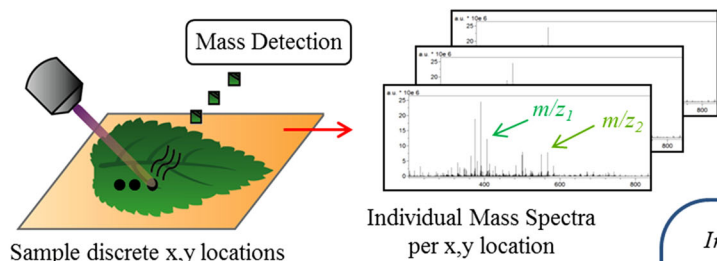 Mass Detection
Sample discrete x,y locations
a.u. * 10e 6
25
20
800
a.u. * 10e 6
25
20
800
a.u. * 10e 6
25
20
15
10
5
0
400
600
800
m/z1
m/z2
Individual Mass Spectra
per x,y location